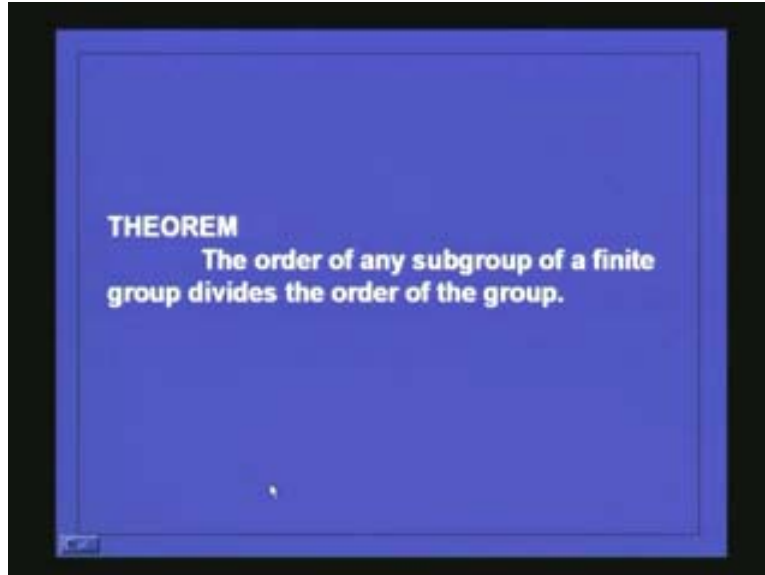 THEOREM
The order of any subgroup of a finite
group divides the order of the group.